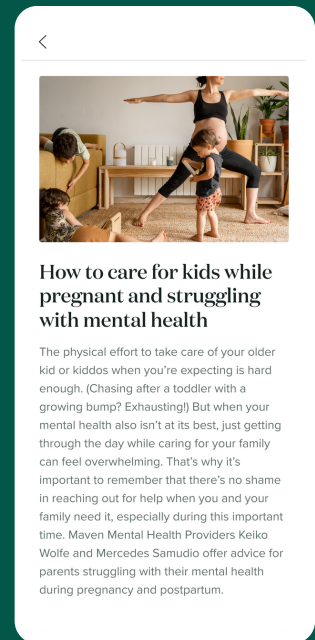 How to care for kids while
pregnant and struggling
with mental health
The physical effort to take care of your older
kid or kiddos when you’re expecting is hard
enough. (Chasing after a toddler with a
growing bump? Exhausting!) But when your
mental health also isn’t at its best, just getting
through the day while caring for your family
can feel overwhelming. That’s why it’s
important to remember that there’s no shame
in reaching out for help when you and your
family need it, especially during this important
time. Maven Mental Health Providers Keiko
Wolfe and Mercedes Samudio offer advice for
parents struggling with their mental health
during pregnancy and postpartum.